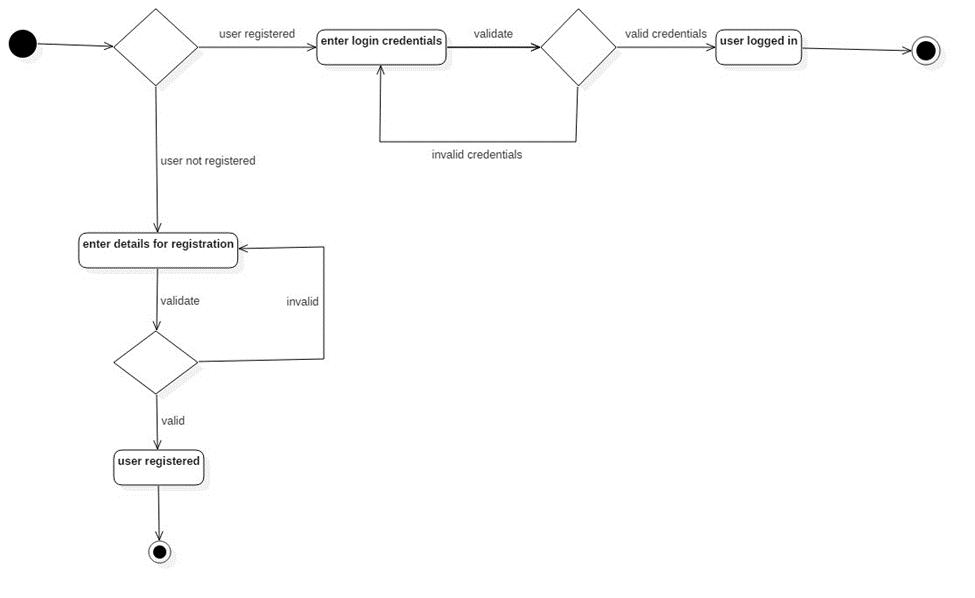 user registered
enter login credentials
validate
valid credentials
user logged in
invalid credentials
user not registered
enter details for registration
validate
invalid
valid
user registered